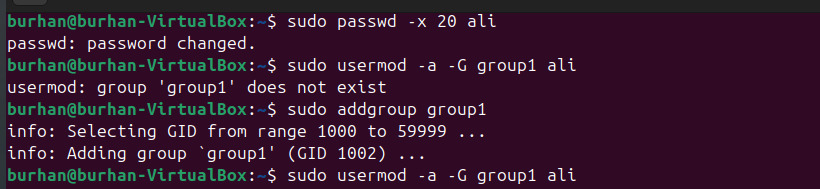 burhan@burhan-VirtualBox:~$ sudo passwd -x 20 ali
passwd: password changed.
burhan@burhan-VirtualBox:~$ sudo usermod -a -G group1 ali
usermod: group 'group1' does not exist
burhan@burhan-VirtualBox:~$ sudo addgroup group1
info: Selecting GID from range 1000 to 59999 ...
info: Adding group `group1' (GID 1002) ...
burhan@burhan-VirtualBox:~$ sudo usermod -a -G group1 ali